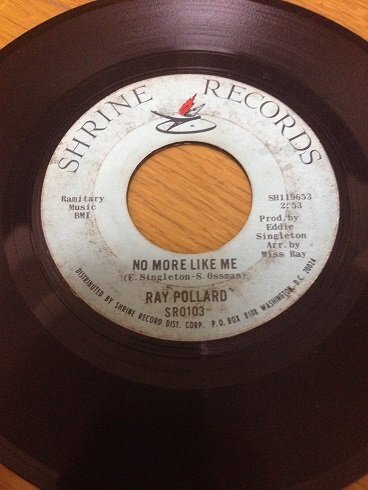 SHRINE RECORDS
Ramitary
Music
BMI
SH119653
2:53
Prod.by
Eddie
Singleton
Arr.by
Miss Ray
NO MORE LIKE ME
(E. Singleton-S. Ossman)
RAY POLLARD
SR0103
DISTRIBUTED BY SHRINE RECORD DIST. CORP. P.O. BOX 8108 WASHINGTON, D.C. 20024